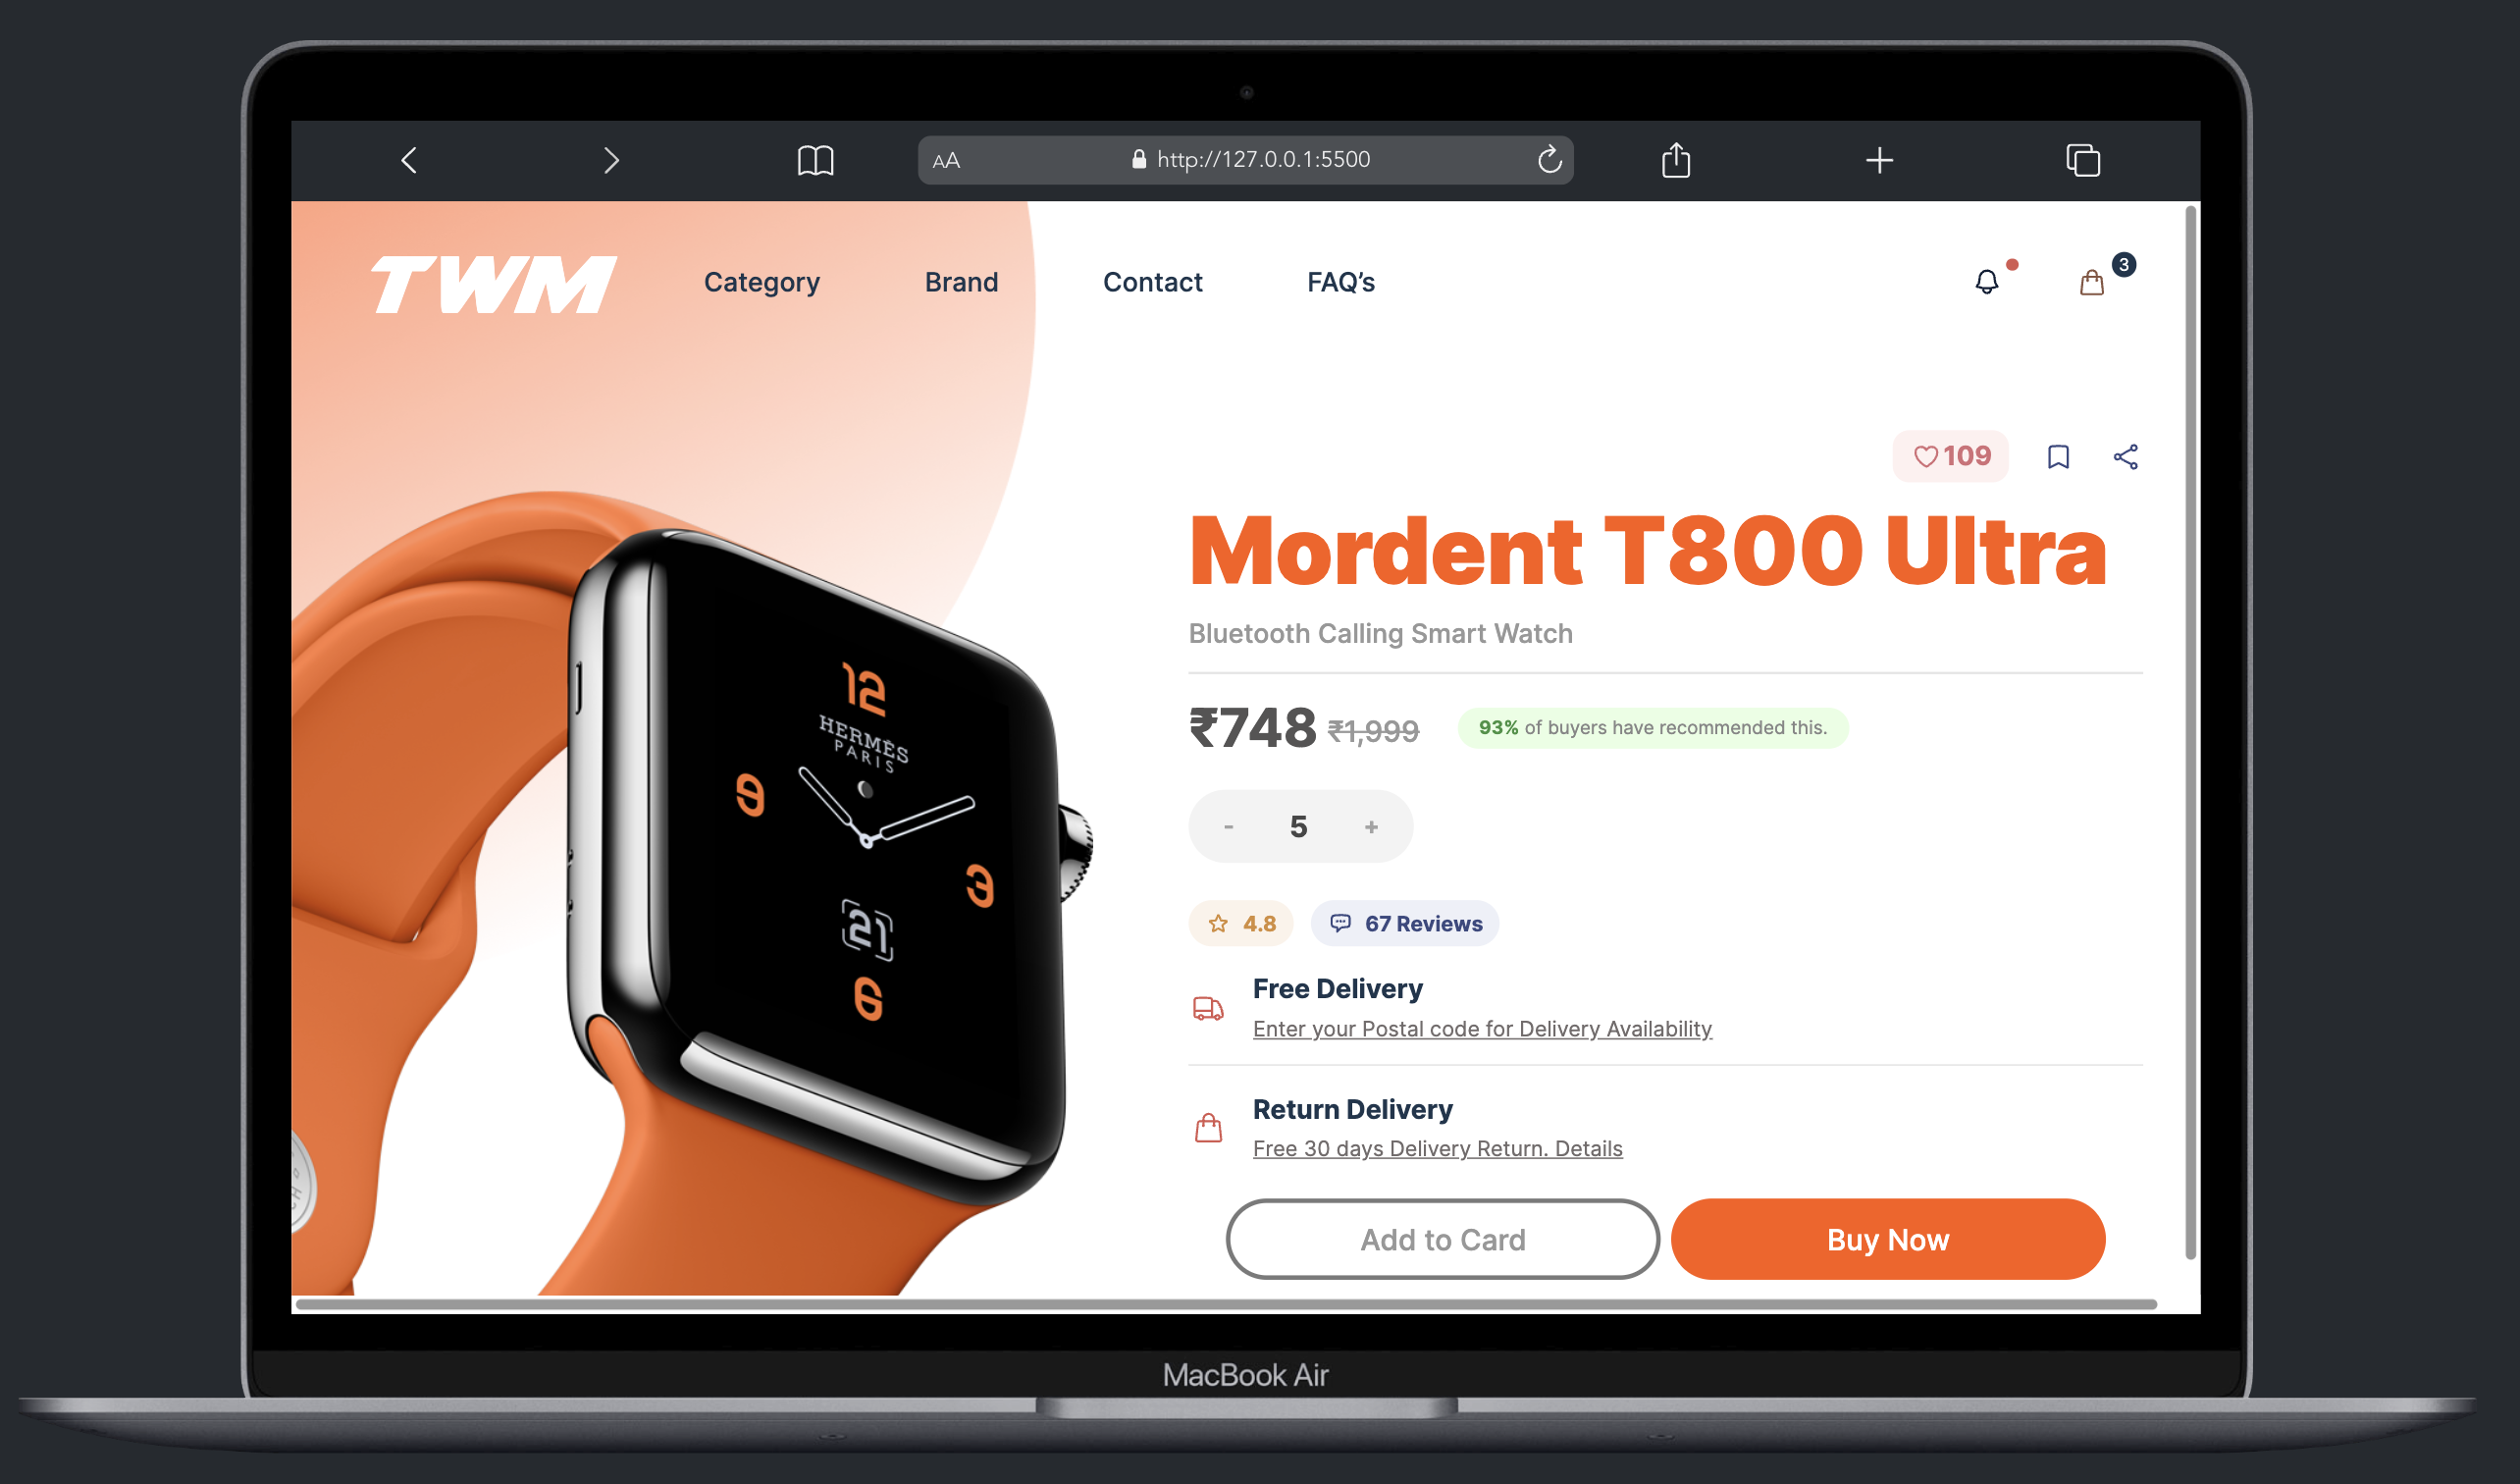 AA http://127.0.0.1:5500
TWM Category Brand Contact FAQ’s 3
109
Mordent T800 Ultra
Bluetooth Calling Smart Watch
₹748 ₹1,999 93% of buyers have recommended this.
- 5 +
4.8 67 Reviews
Free Delivery
Enter your Postal code for Delivery Availability
Return Delivery
Free 30 days Delivery Return. Details
Add to Card Buy Now
12
HERMĒS
PARIS
9
3
21
6
MacBook Air